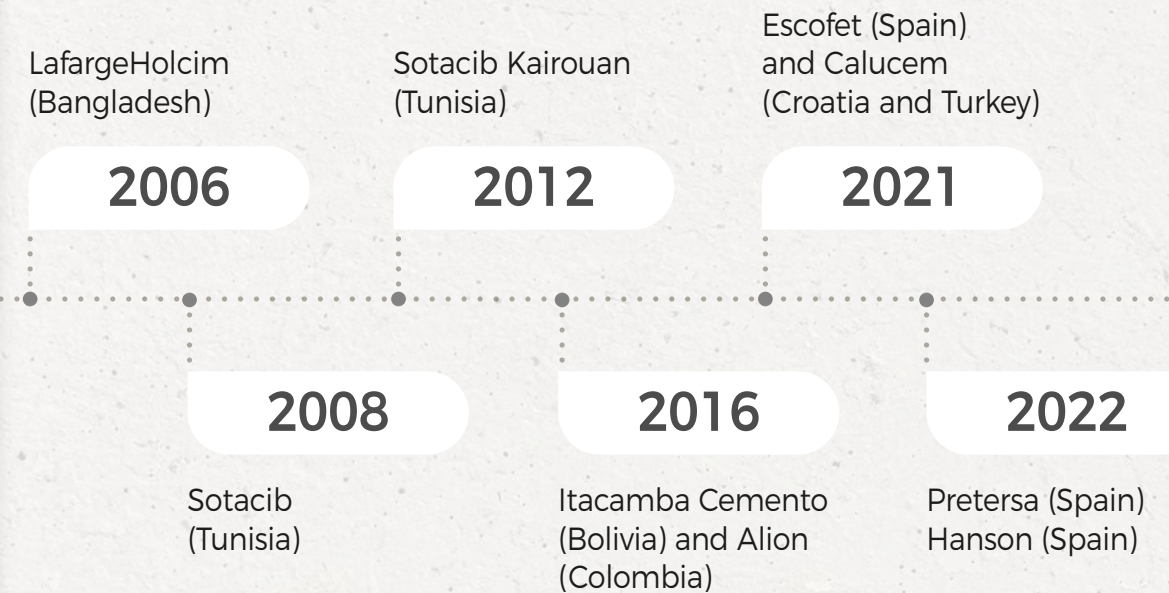 LafargeHolcim
(Bangladesh)
2006
2008
Sotacib
(Tunisia)
Sotacib Kairouan
(Tunisia)
2012
2016
Itacamba Cemento
(Bolivia) and Alion
(Colombia)
Escofet (Spain)
and Calucem
(Croatia and Turkey)
2021
2022
Pretersa (Spain)
Hanson (Spain)